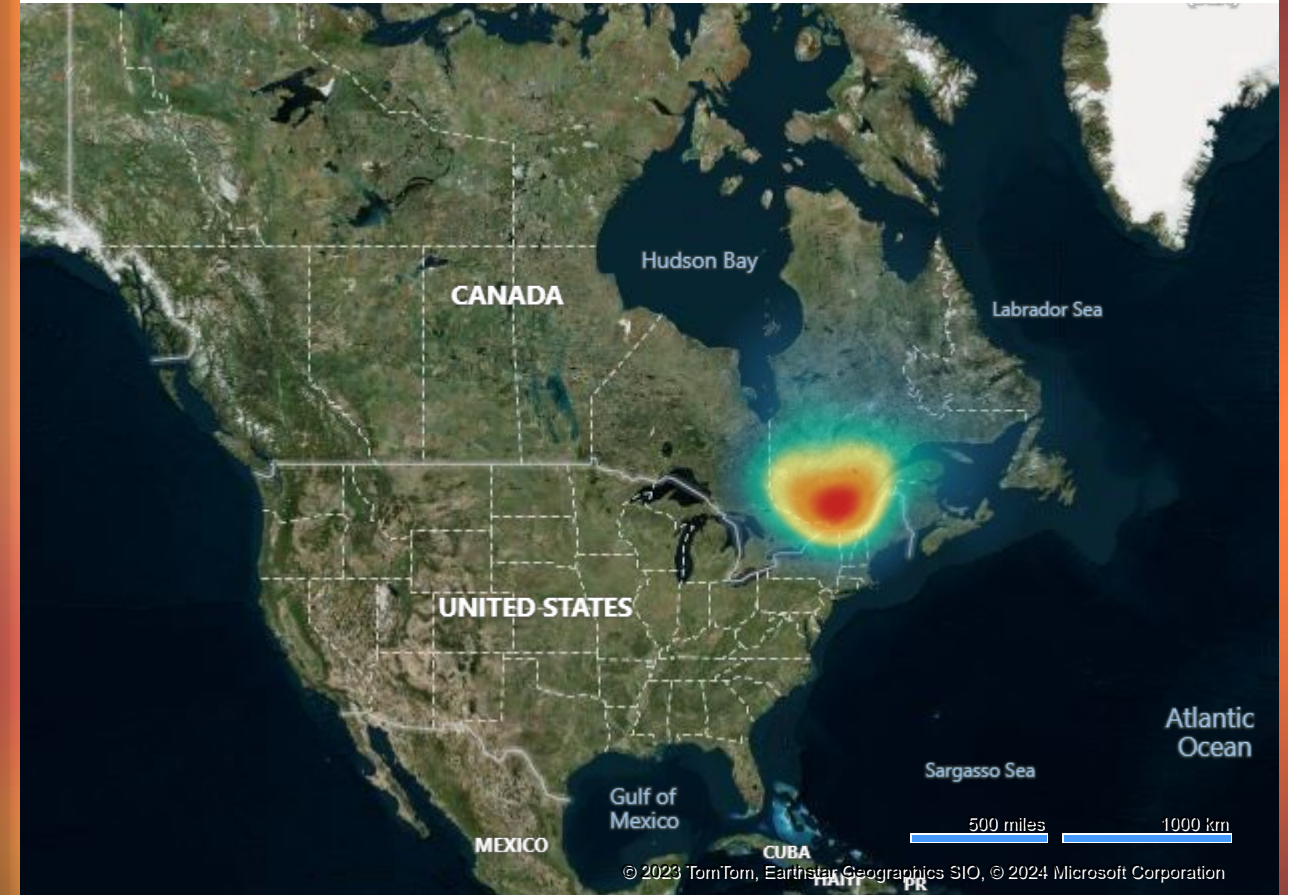 Hudson Bay
CANADA
Labrador Sea
UNITED STATES
Atlantic
Ocean
Sargasso Sea
Gulf of
Mexico
500 miles
1000 km
MEXICO
CUBA
© 2023 TomTom, Earthstar Geographics SIO, © 2024 Microsoft Corporation
HAITI
PR